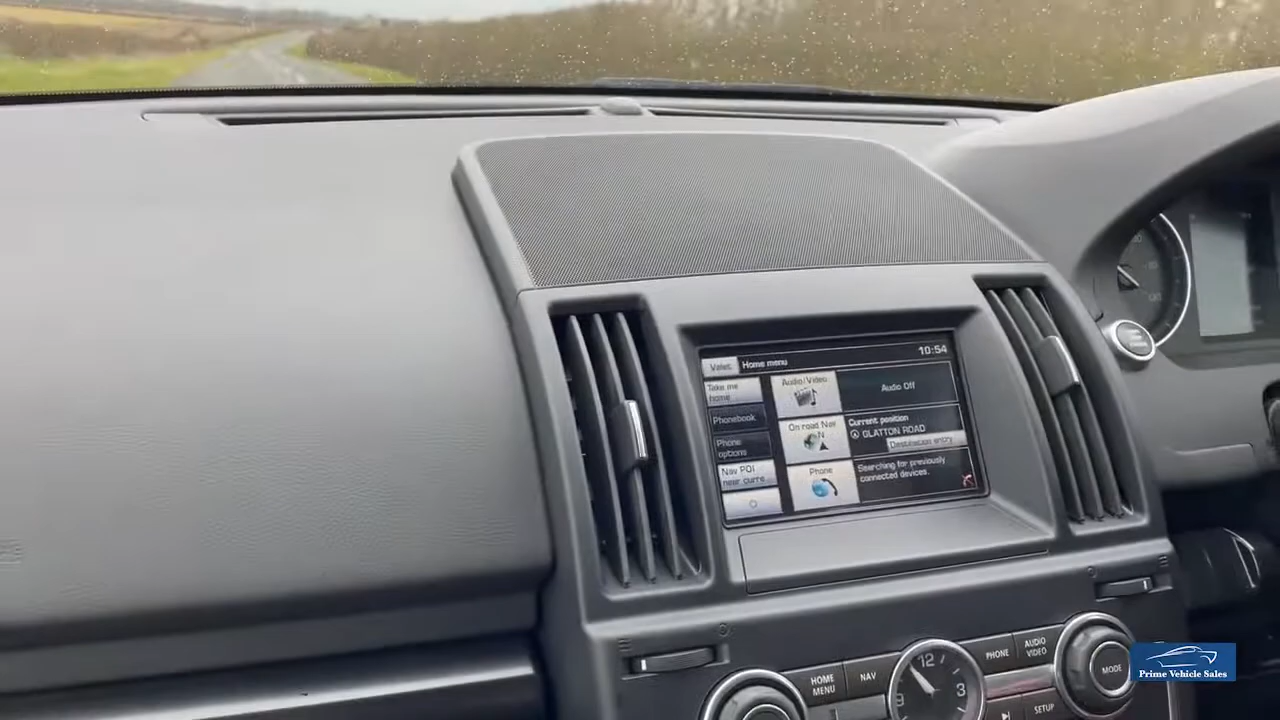 Valet Home menu 10:54
Take me
home
Phonebook
Phone
options
Nav POI
near curre
Audio/Video
On road Nav
N
Phone
Audio Off
Current position
GLATTON ROAD
Destination entry
Searching for previously
connected devices.
HOME
MENU
NAV
12
3
9
PHONE
AUDIO
VIDEO
SETUP
MODE
Prime Vehicle Sales